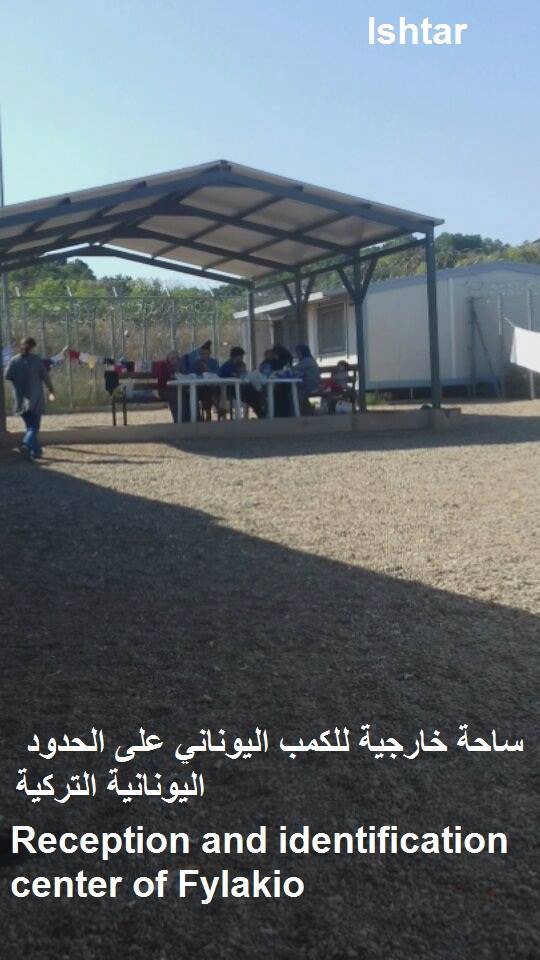 Ishtar
ساحة خارجية للكمب اليوناني على الحدود
اليونانية التركية
Reception and identification
center of Fylakio